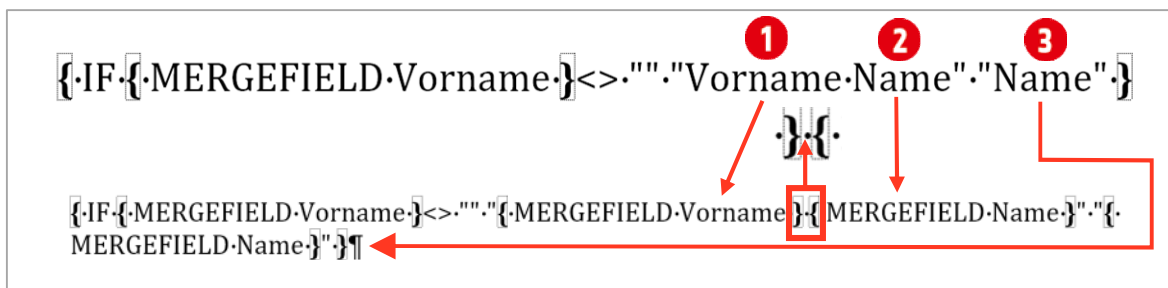 1 2 3
{·IF·{·MERGEFIELD·Vorname·}<>·""·"Vorname·Name"·"Name"·}
·}·{·
{·IF·{·MERGEFIELD·Vorname·}<>·""·"{·MERGEFIELD·Vorname·}·{·MERGEFIELD·Name·}"·"{·
MERGEFIELD·Name·}"·}¶